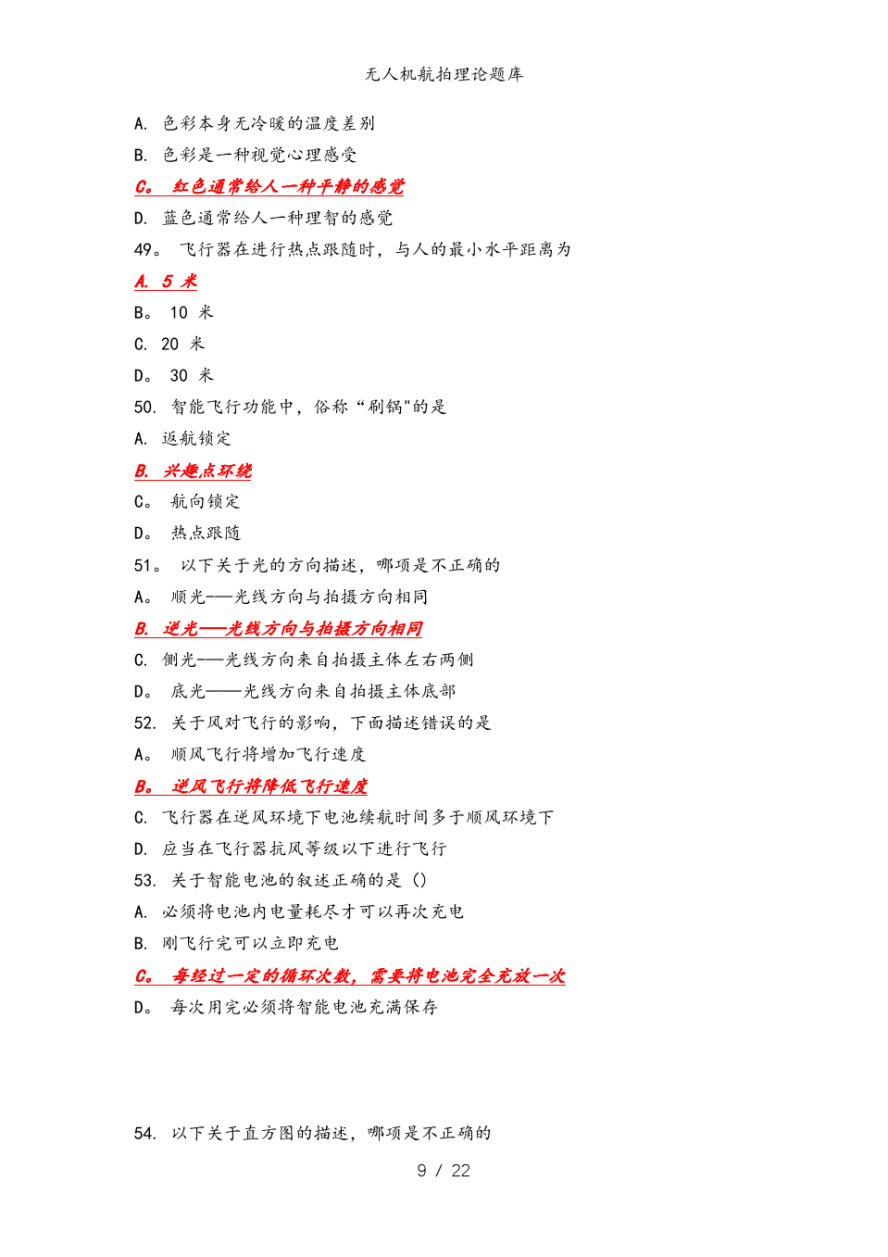 无人机航拍理论题库
A. 色彩本身无冷暖的温度差别
B. 色彩是一种视觉心理感受
C。 红色通常给人一种平静的感觉
D. 蓝色通常给人一种理智的感觉
49。 飞行器在进行热点跟随时，与人的最小水平距离为
A. 5 米
B。 10 米
C. 20 米
D。 30 米
50. 智能飞行功能中，俗称“刷锅"的是
A. 返航锁定
B. 兴趣点环绕
C。 航向锁定
D。 热点跟随
51。 以下关于光的方向描述，哪项是不正确的
A。 顺光-—光线方向与拍摄方向相同
B. 逆光-—光线方向与拍摄方向相同
C. 侧光-—光线方向来自拍摄主体左右两侧
D。 底光——光线方向来自拍摄主体底部
52. 关于风对飞行的影响，下面描述错误的是
A。 顺风飞行将增加飞行速度
B。 逆风飞行将降低飞行速度
C. 飞行器在逆风环境下电池续航时间多于顺风环境下
D. 应当在飞行器抗风等级以下进行飞行
53. 关于智能电池的叙述正确的是（）
A. 必须将电池内电量耗尽才可以再次充电
B. 刚飞行完可以立即充电
C。 每经过一定的循环次数，需要将电池完全充放一次
D。 每次用完必须将智能电池充满保存
54. 以下关于直方图的描述，哪项是不正确的
9 / 22